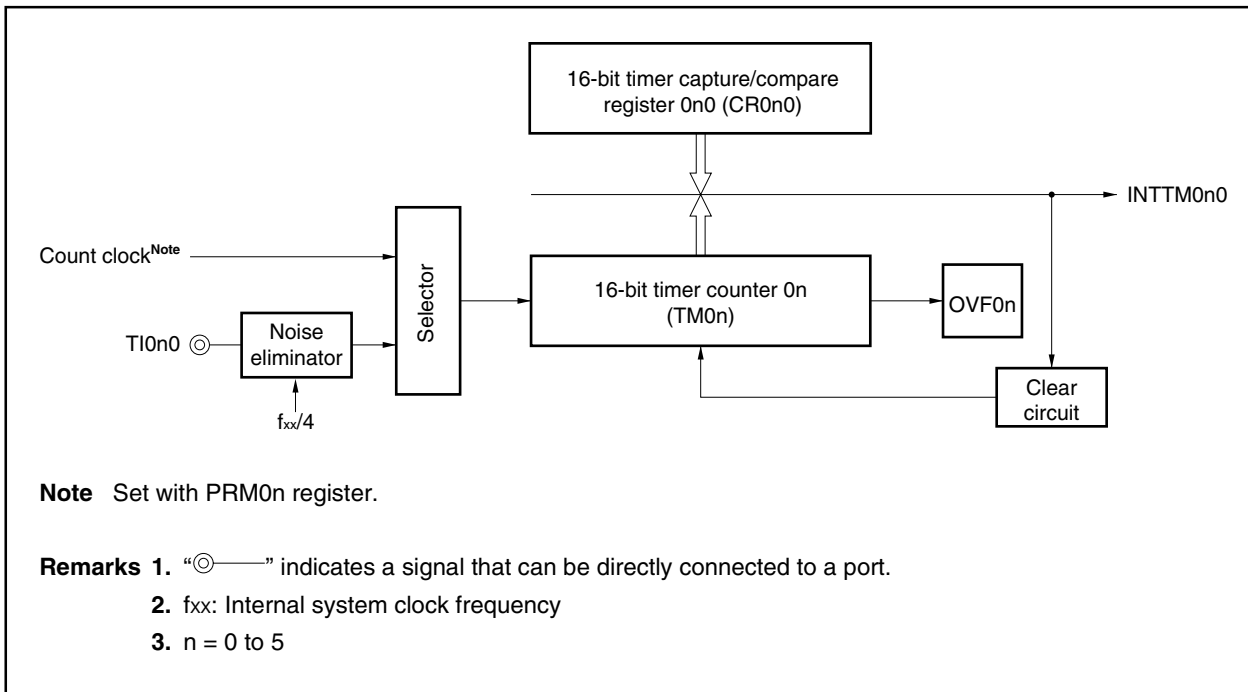 16-bit timer capture/compare
register 0n0 (CR0n0)
INTTM0n0
Count clockNote
Selector
16-bit timer counter 0n
(TM0n)
OVF0n
TI0n0
Noise
eliminator
fxx/4
Clear
circuit
Note Set with PRM0n register.
Remarks 1. “ ” indicates a signal that can be directly connected to a port.
2. fxx: Internal system clock frequency
3. n = 0 to 5